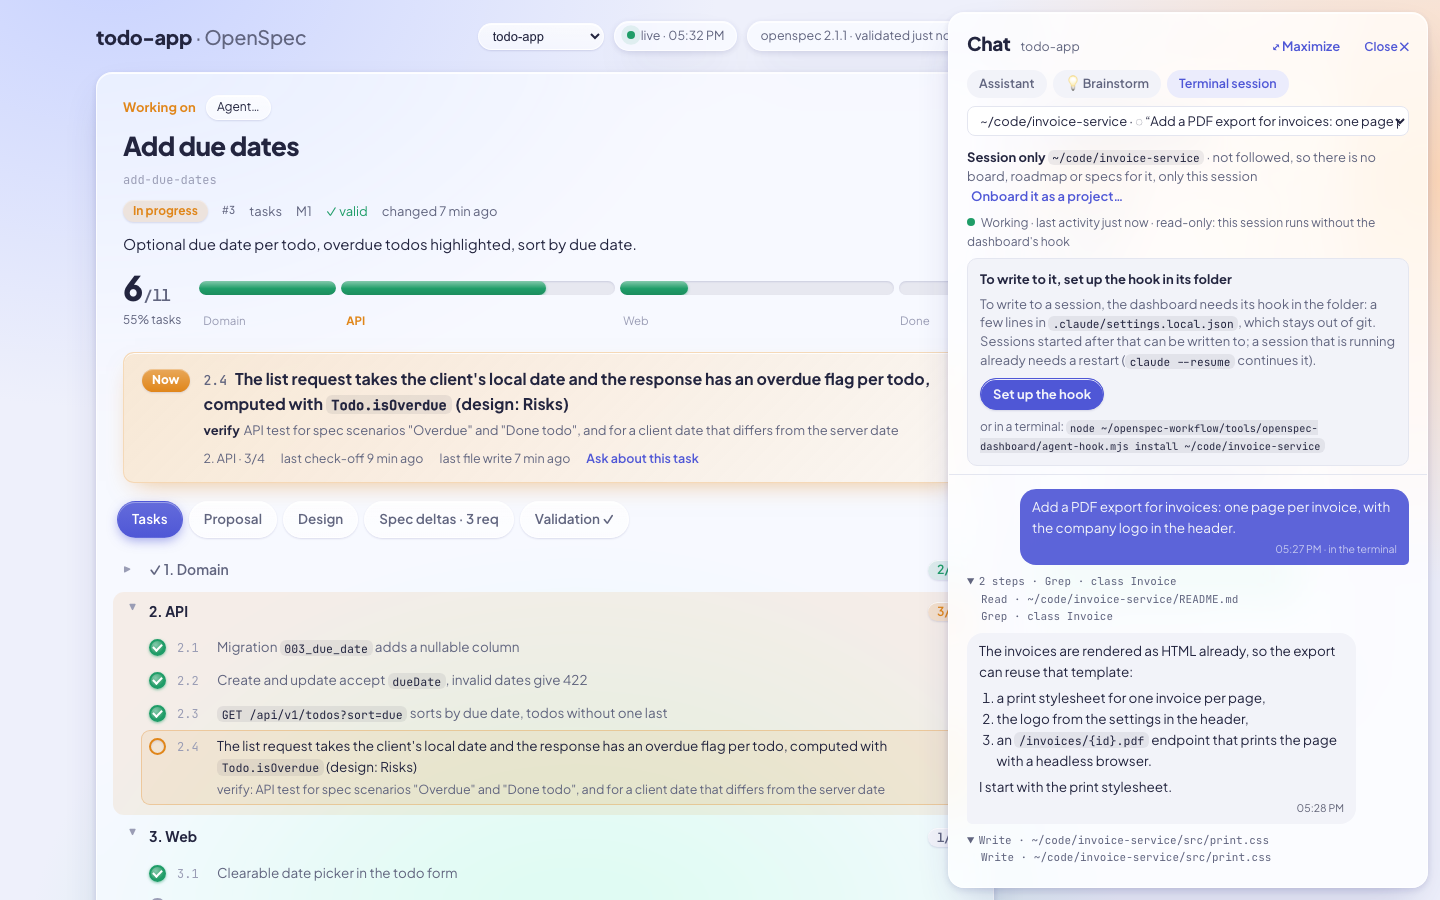 todo-app · OpenSpec
todo-app
live · 05:32 PM
openspec 2.1.1 · validated just
Working on
Agent…
Add due dates
add-due-dates
In progress
#3
tasks
M1
✓ valid
changed 7 min ago
Optional due date per todo, overdue todos highlighted, sort by due date.
6/11
55% tasks
Domain
API
Web
Done
Now
2.4 The list request takes the client's local date and the response has an overdue flag per todo,
computed with Todo.isOverdue (design: Risks)
verify API test for spec scenarios "Overdue" and "Done todo", and for a client date that differs from the server date
2. API · 3/4
last check-off 9 min ago
last file write 7 min ago
Ask about this task
Tasks
Proposal
Design
Spec deltas · 3 req
Validation ✓
✓ 1. Domain
2/
2. API
3/
2.1 Migration 003_due_date adds a nullable column
2.2 Create and update accept dueDate, invalid dates give 422
2.3 GET /api/v1/todos?sort=due sorts by due date, todos without one last
2.4 The list request takes the client's local date and the response has an overdue flag per todo, computed with
Todo.isOverdue (design: Risks)
verify: API test for spec scenarios "Overdue" and "Done todo", and for a client date that differs from the server date
3. Web
1/
3.1 Clearable date picker in the todo form
Chat todo-app
Maximize
Close ✕
Assistant
💡 Brainstorm
Terminal session
~/code/invoice-service · ○ “Add a PDF export for invoices: one page
Session only ~/code/invoice-service · not followed, so there is no
board, roadmap or specs for it, only this session
Onboard it as a project…
Working · last activity just now · read-only: this session runs without the
dashboard's hook
To write to it, set up the hook in its folder
To write to a session, the dashboard needs its hook in the folder: a
few lines in .claude/settings.local.json, which stays out of git.
Sessions started after that can be written to; a session that is running
already needs a restart (claude --resume continues it).
Set up the hook
or in a terminal: node ~/openspec-workflow/tools/openspec-
dashboard/agent-hook.mjs install ~/code/invoice-service
Add a PDF export for invoices: one page per invoice, with
the company logo in the header.
05:27 PM · in the terminal
▼ 2 steps · Grep · class Invoice
Read · ~/code/invoice-service/README.md
Grep · class Invoice
The invoices are rendered as HTML already, so the export
can reuse that template:
1. a print stylesheet for one invoice per page,
2. the logo from the settings in the header,
3. an /invoices/{id}.pdf endpoint that prints the page
with a headless browser.
I start with the print stylesheet.
05:28 PM
▼ Write · ~/code/invoice-service/src/print.css
Write · ~/code/invoice-service/src/print.css